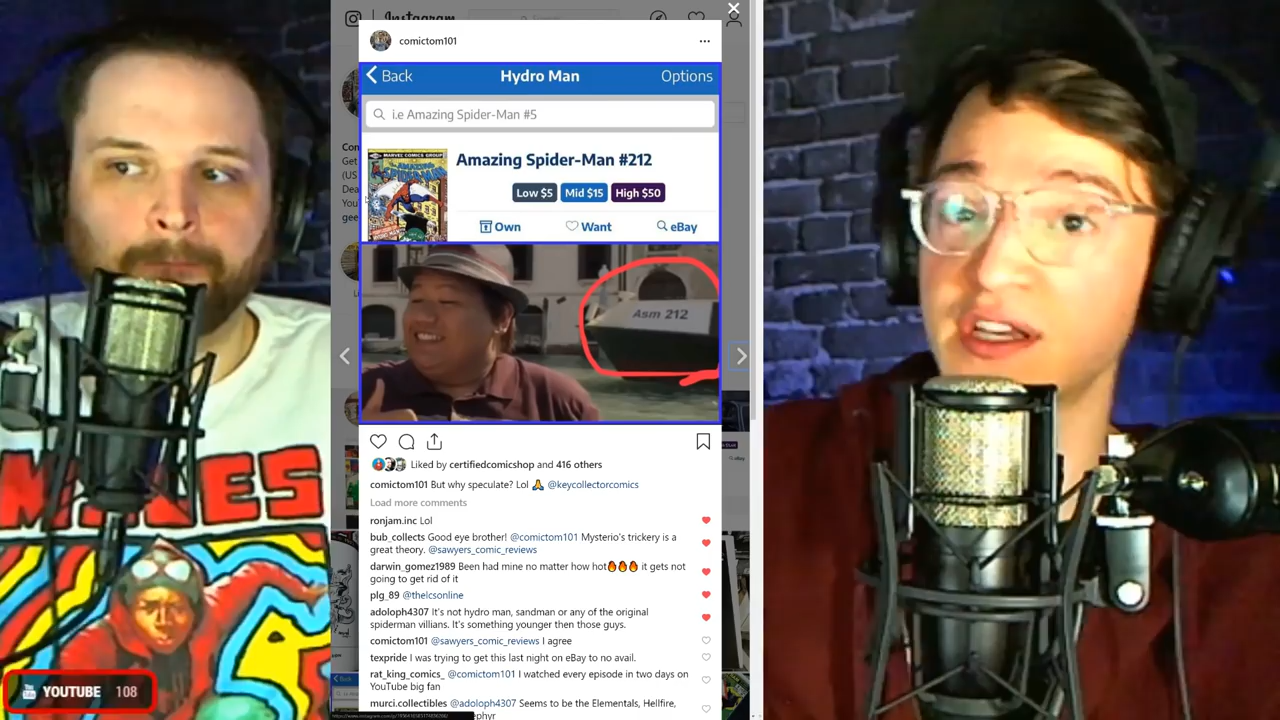 Instagram
comictom101
Back
Hydro Man
Options
i.e Amazing Spider-Man #5
MARVEL COMICS GROUP
Amazing Spider-Man #212
Low $5
Mid $15
High $50
Own
Want
eBay
Asm 212
Liked by certifiedcomicshop and 416 others
comictom101 But why speculate? Lol 🙏 @keycollectorcomics
Load more comments
ronjam.inc Lol
bub_collects Good eye brother! @comictom101 Mysterio's trickery is a
great theory. @sawyers_comic_reviews
darwin_gomez1989 Been had mine no matter how hot🔥🔥🔥 it gets not
going to get rid of it
plg_89 @thelcsonline
adoloph4307 It's not hydro man, sandman or any of the original
spiderman villians. It's something younger then those guys.
comictom101 @sawyers_comic_reviews I agree
texpride I was trying to get this last night on eBay to no avail.
rat_king_comics_ @comictom101 I watched every episode in two days on
YouTube big fan
murci.collectibles @adoloph4307 Seems to be the Elementals, Hellfire,
ephyr
YOUTUBE 108